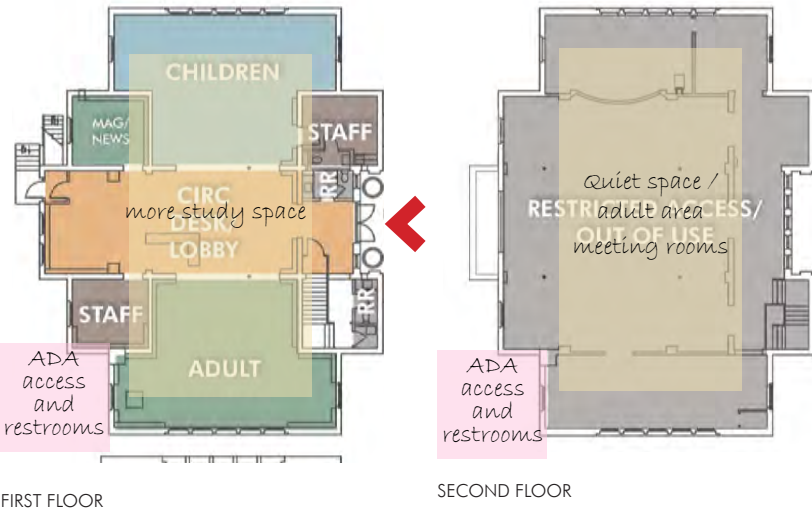 CHILDREN
MAG/
NEWS
STAFF
RR
CIRC
DESK/
LOBBY
more study space
STAFF
RR
ADULT
ADA
access
and
restrooms
FIRST FLOOR
Quiet space /
adult area
meeting rooms
RESTRICTED ACCESS/
OUT OF USE
ADA
access
and
restrooms
SECOND FLOOR